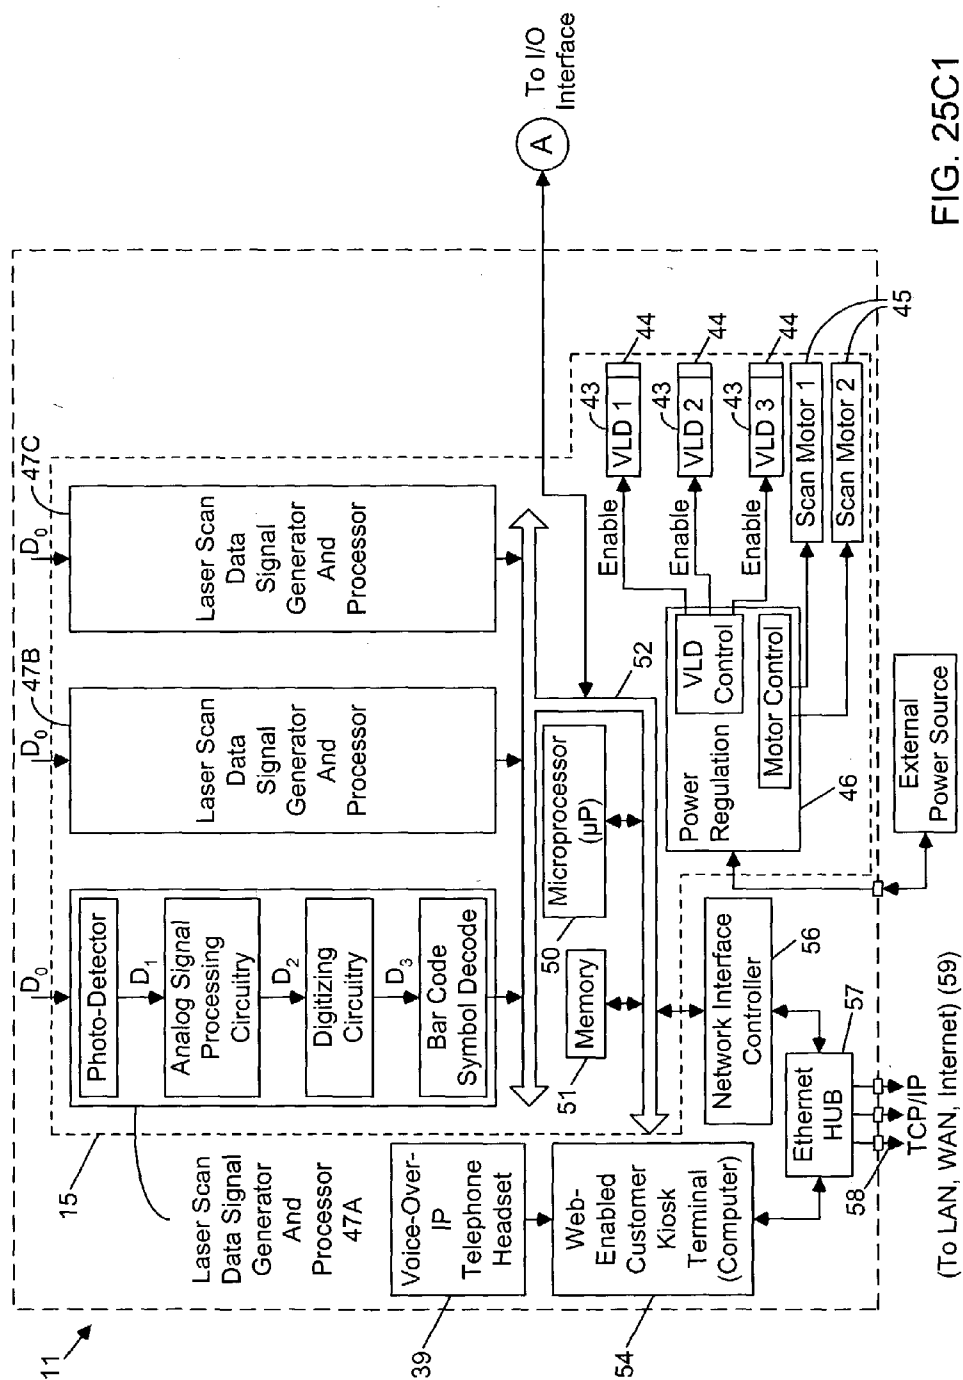 11
15
D0
D0
47B
D0
47C
Photo-Detector
D1
Analog Signal
Processing
Circuitry
D2
Digitizing
Circuitry
D3
Bar Code
Symbol Decode
Laser Scan
Data
Signal
Generator
And
Processor
Laser Scan
Data
Signal
Generator
And
Processor
Laser Scan
Data Signal
Generator
And
Processor
47A
A
To I/O
Interface
Voice-Over-
IP
Telephone
Headset
39
51
Memory
50
Microprocessor
(µP)
52
Web-
Enabled
Customer
Kiosk
Terminal
(Computer)
54
Enable
43
VLD 1
44
Enable
43
VLD 2
44
Enable
43
VLD 3
44
Power
Regulation
VLD
Control
Motor Control
46
Scan Motor 1
Scan Motor 2
45
Network Interface
Controller
56
Ethernet
HUB
57
58
TCP/IP
(To LAN, WAN, Internet) (59)
External
Power Source
FIG. 25C1